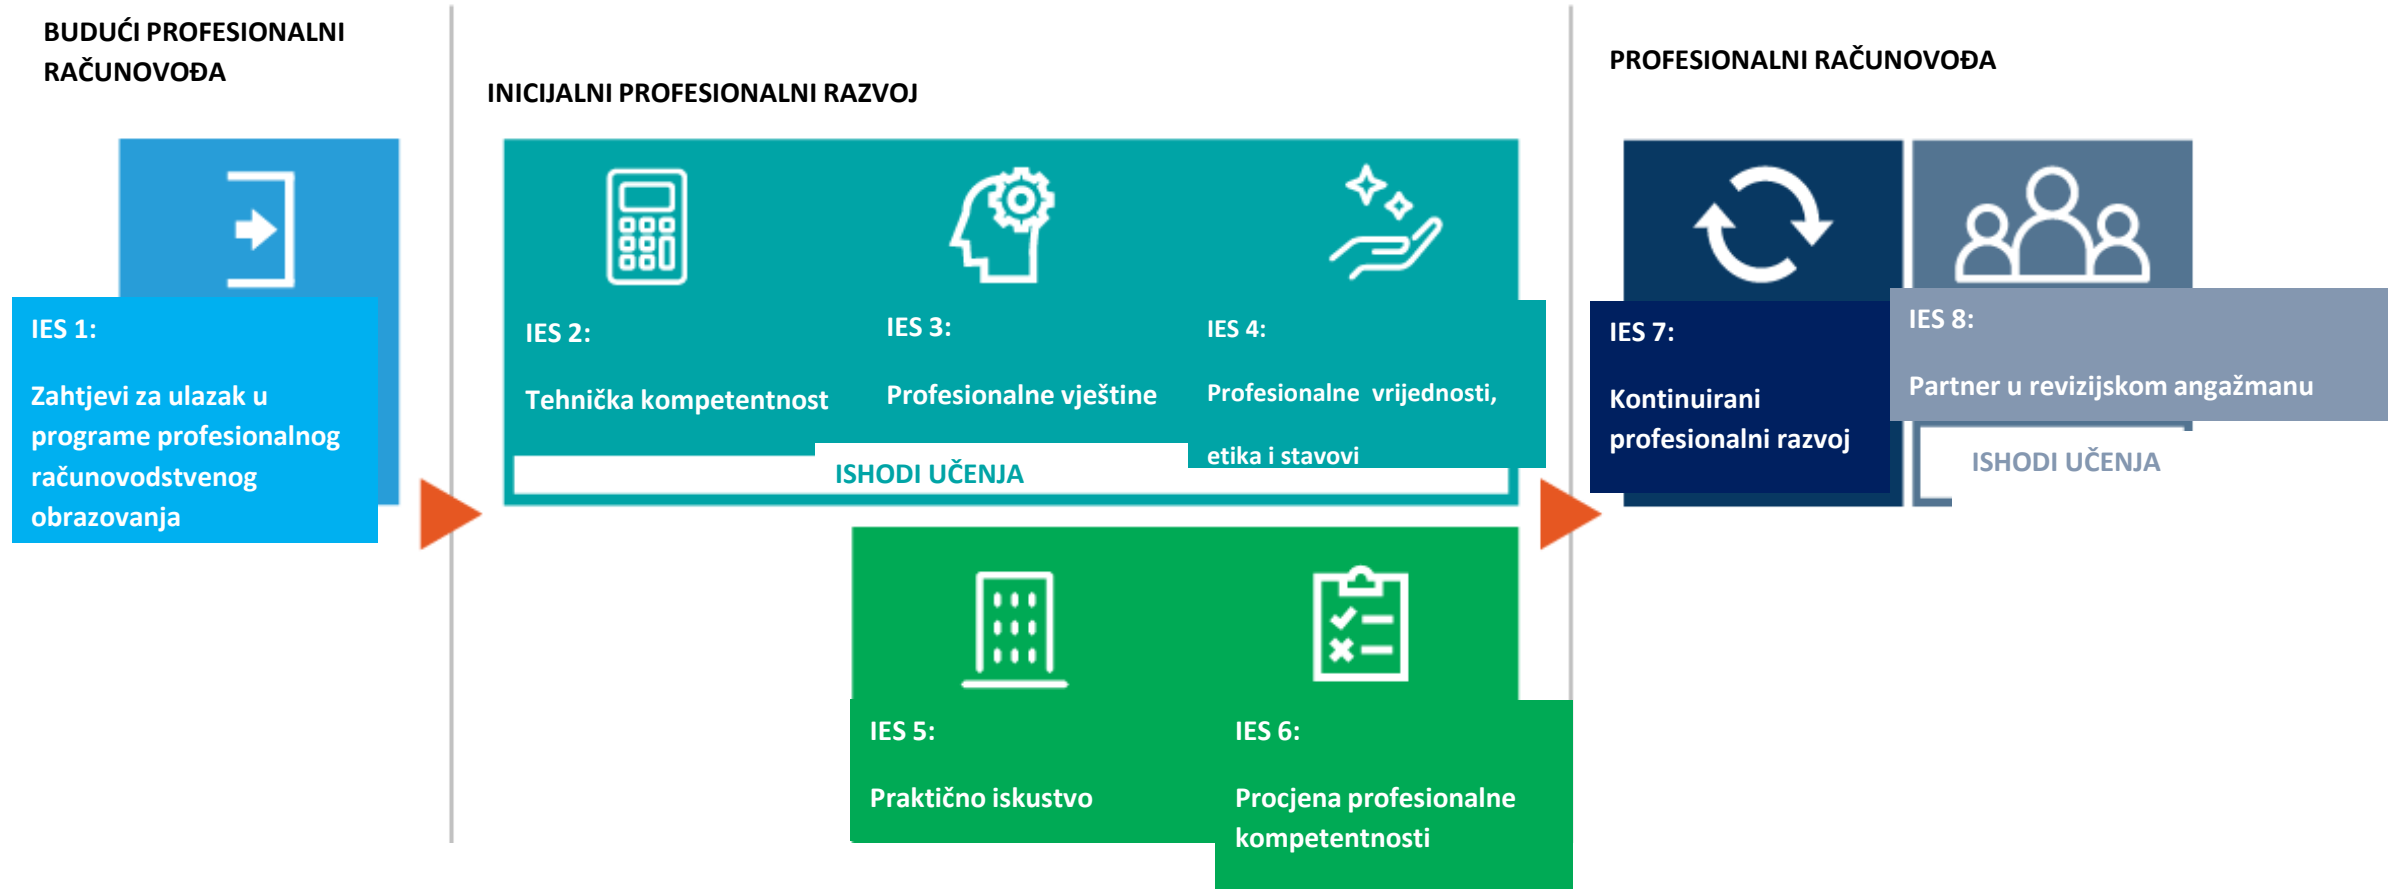 BUDUĆI PROFESIONALNI
RAČUNOVOĐA
IES 1:
Zahtjevi za ulazak u
programe profesionalnog
računovodstvenog
obrazovanja
INICIJALNI PROFESIONALNI RAZVOJ
IES 2:
Tehnička kompetentnost
IES 3:
Profesionalne vještine
IES 4:
Profesionalne vrijednosti,
etika i stavovi
ISHODI UČENJA
IES 5:
Praktično iskustvo
IES 6:
Procjena profesionalne
kompetentnosti
PROFESIONALNI RAČUNOVOĐA
IES 7:
Kontinuirani
profesionalni razvoj
IES 8:
Partner u revizijskom angažmanu
ISHODI UČENJA